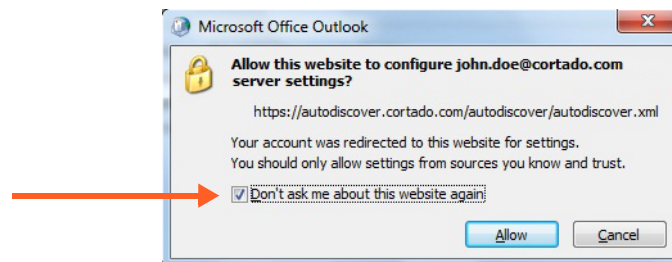 Microsoft Office Outlook
Allow this website to configure john.doe@cortado.com
server settings?
https://autodiscover.cortado.com/autodiscover/autodiscover.xml
Your account was redirected to this website for settings.
You should only allow settings from sources you know and trust.
Don't ask me about this website again
Allow Cancel